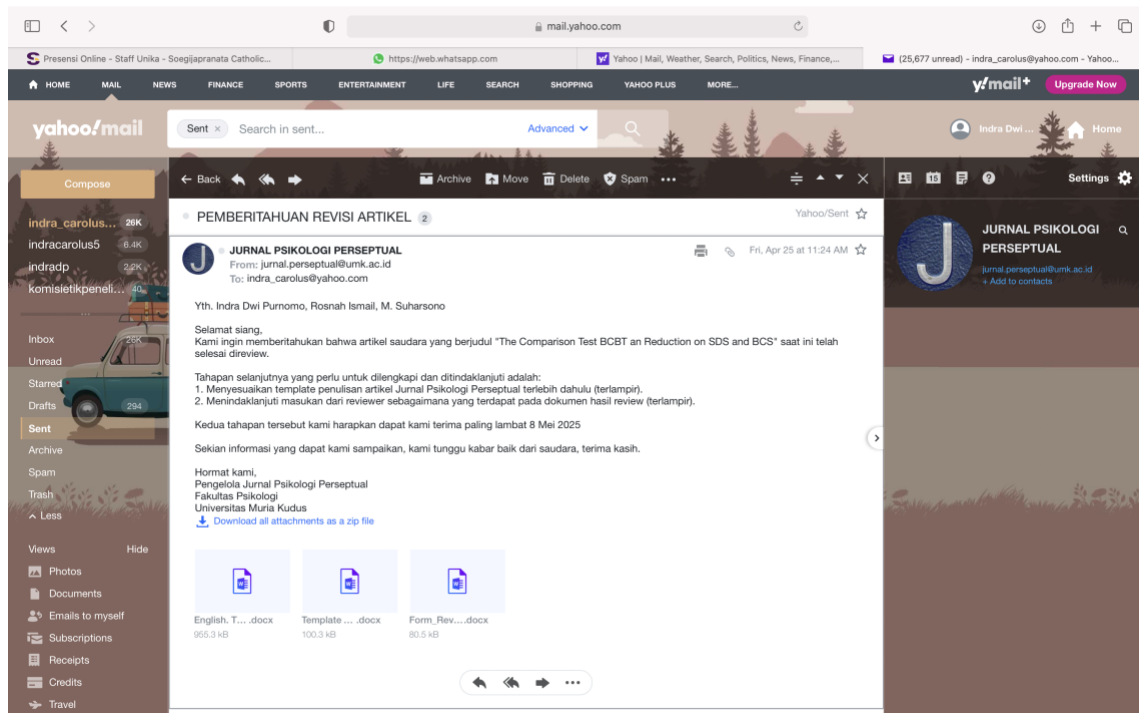 mail.yahoo.com
Presensi Online - Staff Unika - Soegijapranata Catholic...
https://web.whatsapp.com
Yahoo | Mail, Weather, Search, Politics, News, Finance,...
(25,677 unread) - indra_carolus@yahoo.com - Yahoo...
HOME MAIL NEWS FINANCE SPORTS ENTERTAINMENT LIFE SEARCH SHOPPING YAHOO PLUS MORE...
y!mail+ Upgrade Now
yahoo!mail
Sent × Search in sent... Advanced
Indra Dwi ... Home
Compose
Back Archive Move Delete Spam
15 Settings
indra_carolus... 26K
indracarolus5 6.4K
indradp 2.2K
komisietikpeneli... 40
Inbox 26K
Unread
Starred
Drafts 294
Sent
Archive
Spam
Trash
Less
Views Hide
Photos
Documents
Emails to myself
Subscriptions
Receipts
Credits
Travel
PEMBERITAHUAN REVISI ARTIKEL 2
Yahoo/Sent
JURNAL PSIKOLOGI PERSEPTUAL
Fri, Apr 25 at 11:24 AM
From: jurnal.perseptual@umk.ac.id
To: indra_carolus@yahoo.com
Yth. Indra Dwi Purnomo, Rosnah Ismail, M. Suharsono
Selamat siang,
Kami ingin memberitahukan bahwa artikel saudara yang berjudul "The Comparison Test BCBT an Reduction on SDS and BCS" saat ini telah
selesai direview.
Tahapan selanjutnya yang perlu untuk dilengkapi dan ditindaklanjuti adalah:
1. Menyesuaikan template penulisan artikel Jurnal Psikologi Perseptual terlebih dahulu (terlampir).
2. Menindaklanjuti masukan dari reviewer sebagaimana yang terdapat pada dokumen hasil review (terlampir).
Kedua tahapan tersebut kami harapkan dapat kami terima paling lambat 8 Mei 2025
Sekian informasi yang dapat kami sampaikan, kami tunggu kabar baik dari saudara, terima kasih.
Hormat kami,
Pengelola Jurnal Psikologi Perseptual
Fakultas Psikologi
Universitas Muria Kudus
Download all attachments as a zip file
English. T... .docx
955.3 kB
Template ... .docx
100.3 kB
Form_Rev....docx
80.5 kB
JURNAL PSIKOLOGI
PERSEPTUAL
jurnal.perseptual@umk.ac.id
+ Add to contacts